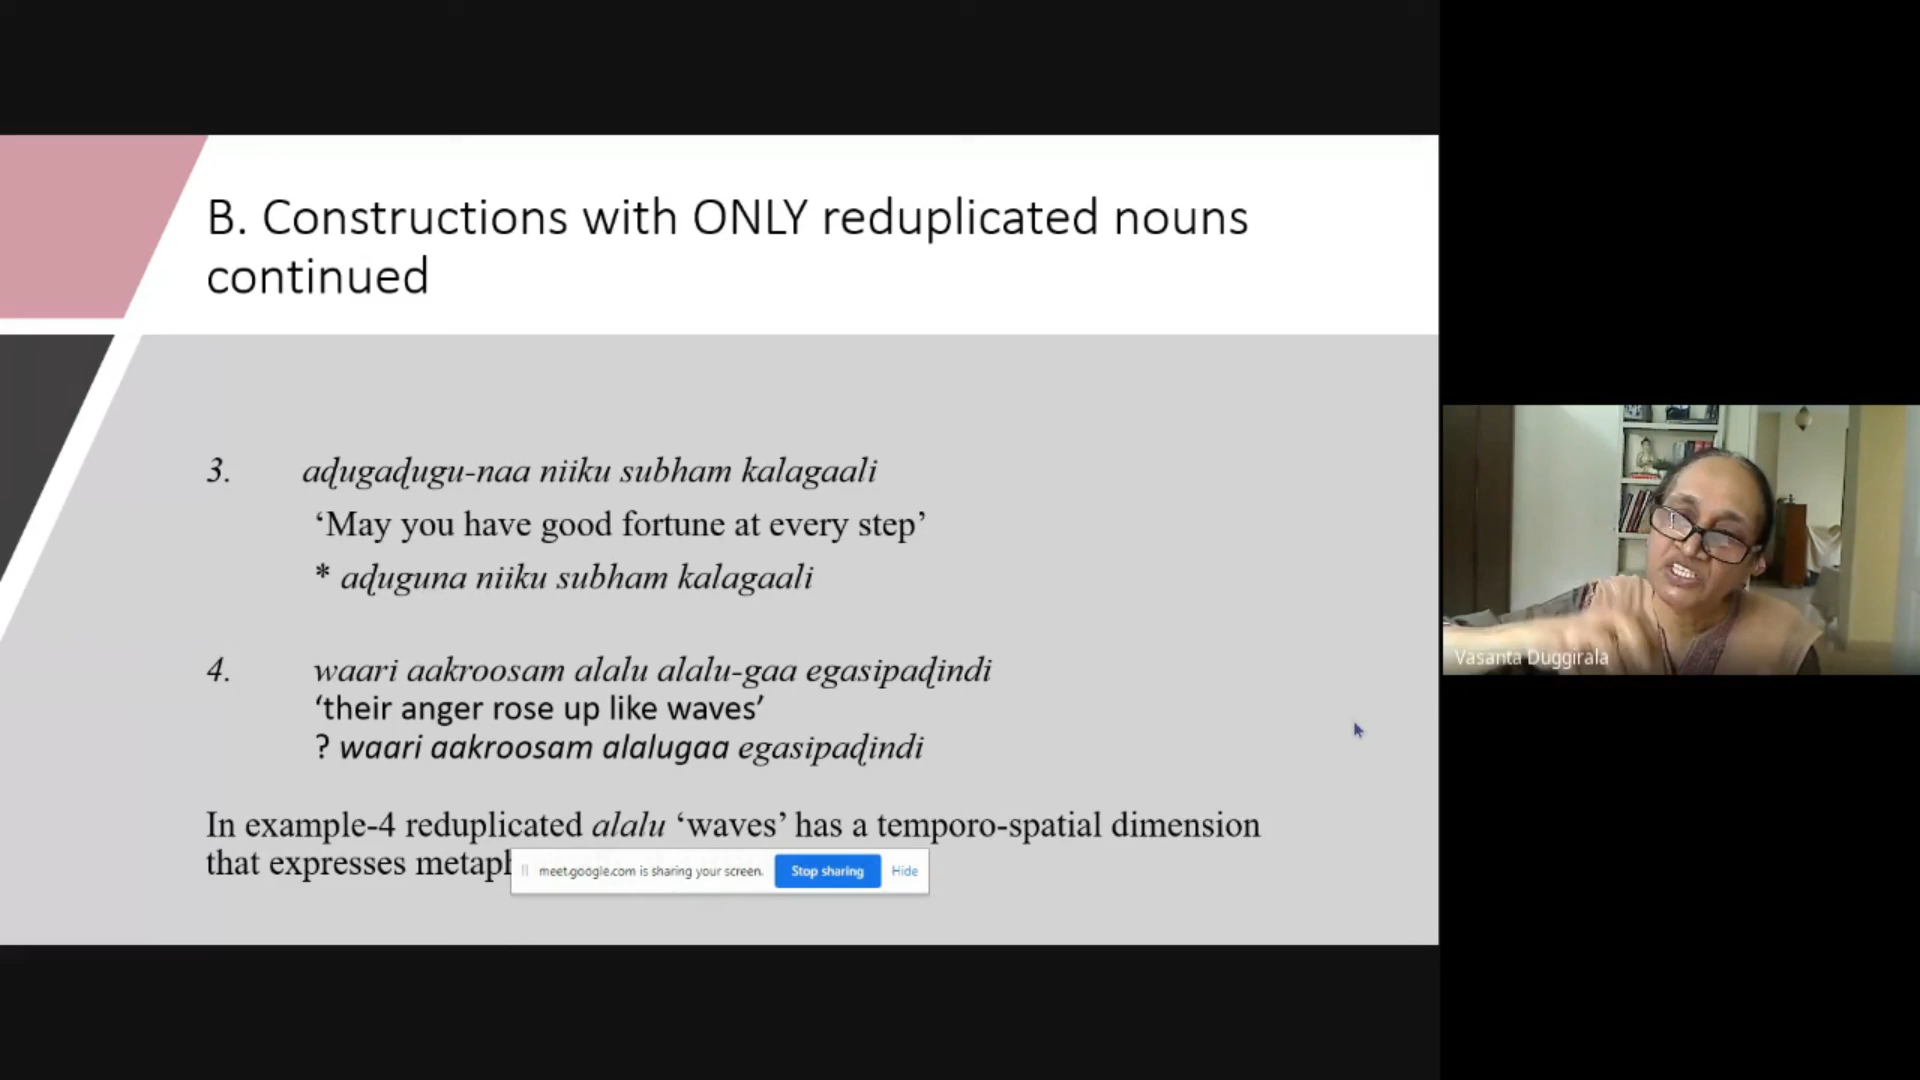 B. Constructions with ONLY reduplicated nouns
continued
3. aḍugaḍugu-naa niiku subham kalagaali
‘May you have good fortune at every step’
* aḍuguna niiku subham kalagaali
4. waari aakroosam alalu alalu-gaa egasipaḍindi
‘their anger rose up like waves’
? waari aakroosam alalugaa egasipaḍindi
In example-4 reduplicated alalu ‘waves’ has a temporo-spatial dimension
that expresses
meet.google.com is sharing your screen. Stop sharing Hide
Vasanta Duggirala